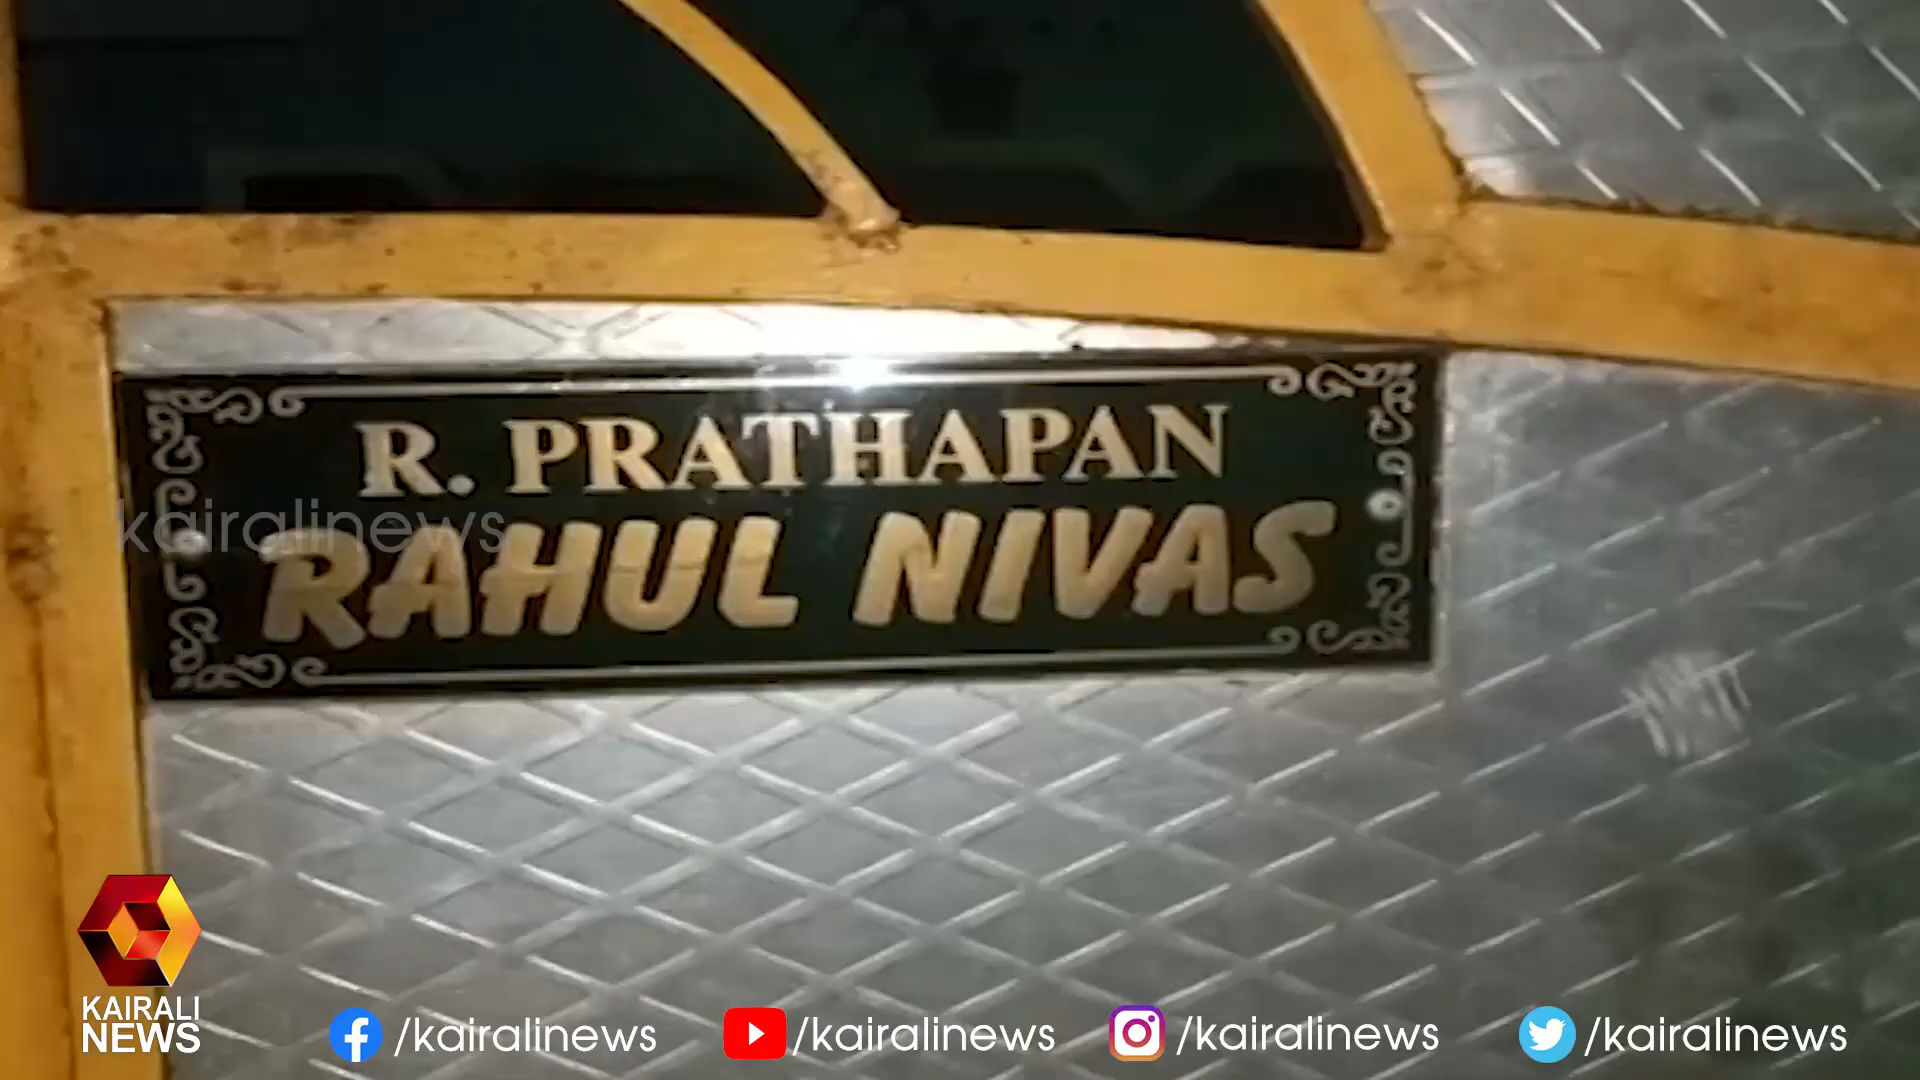 R. PRATHAPAN
kairalinews
RAHUL NIVAS
KAIRALI
NEWS
/kairalinews
/kairalinews
/kairalinews
/kairalinews